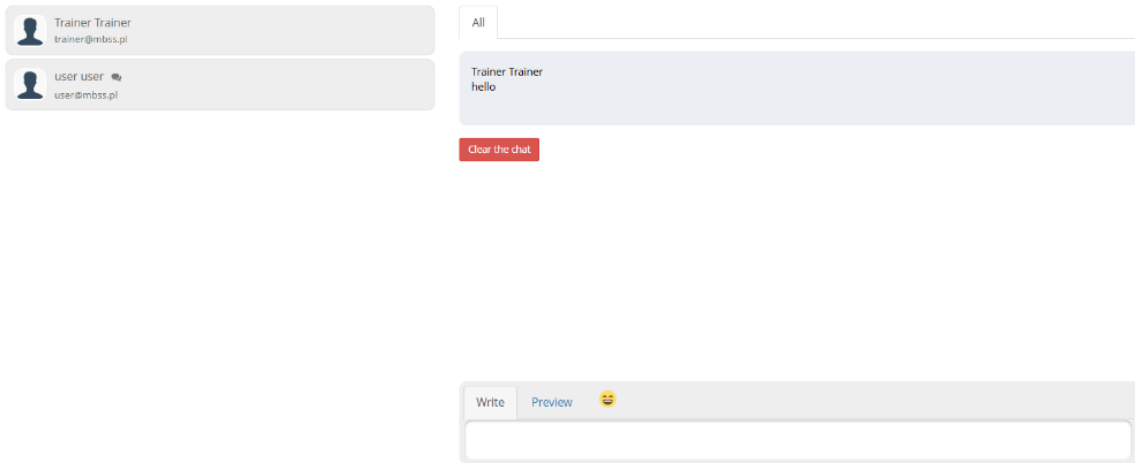 Trainer Trainer
trainer@mbss.pl
user user
user@mbss.pl
All
Trainer Trainer
hello
Clear the chat
Write
Preview